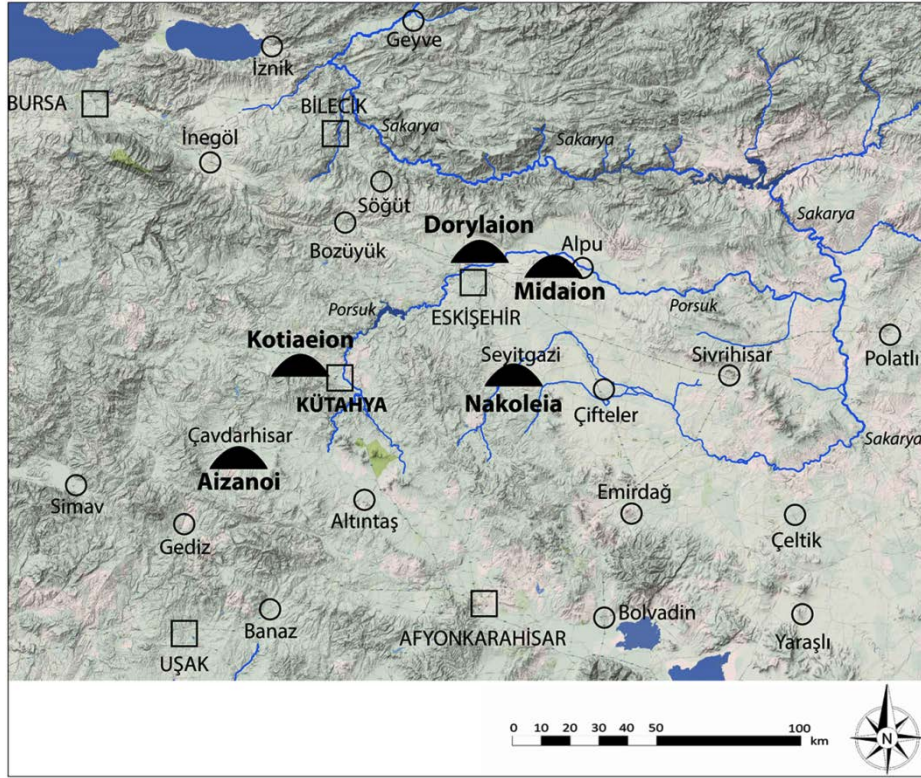 Geyve
İznik
BURSA
BİLECİK
Sakarya
Sakarya
İnegöl
Söğüt
Bozüyük
Sakarya
Dorylaion
Alpu
Midaion
ESKİŞEHİR
Porsuk
Porsuk
Kotiaeion
Seyitgazi
Sivrihisar
Polatlı
KÜTAHYA
Nakoleia
Çifteler
Sakarya
Çavdarhisar
Aizanoi
Simav
Altıntaş
Emirdağ
Çeltik
Gediz
Banaz
AFYONKARAHİSAR
Bolvadin
Yaraşlı
UŞAK
0 10 20 30 40 50 100
km
N